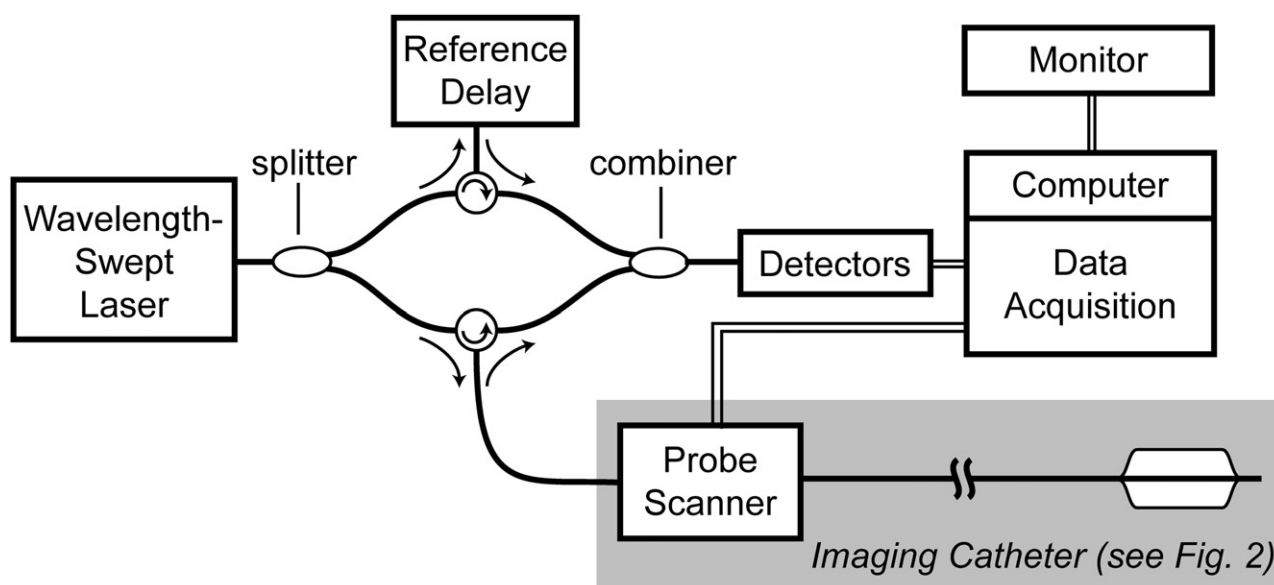 Reference
Delay
Monitor
splitter
combiner
Wavelength-
Swept
Laser
Detectors
Computer
Data
Acquisition
Probe
Scanner
Imaging Catheter (see Fig. 2)